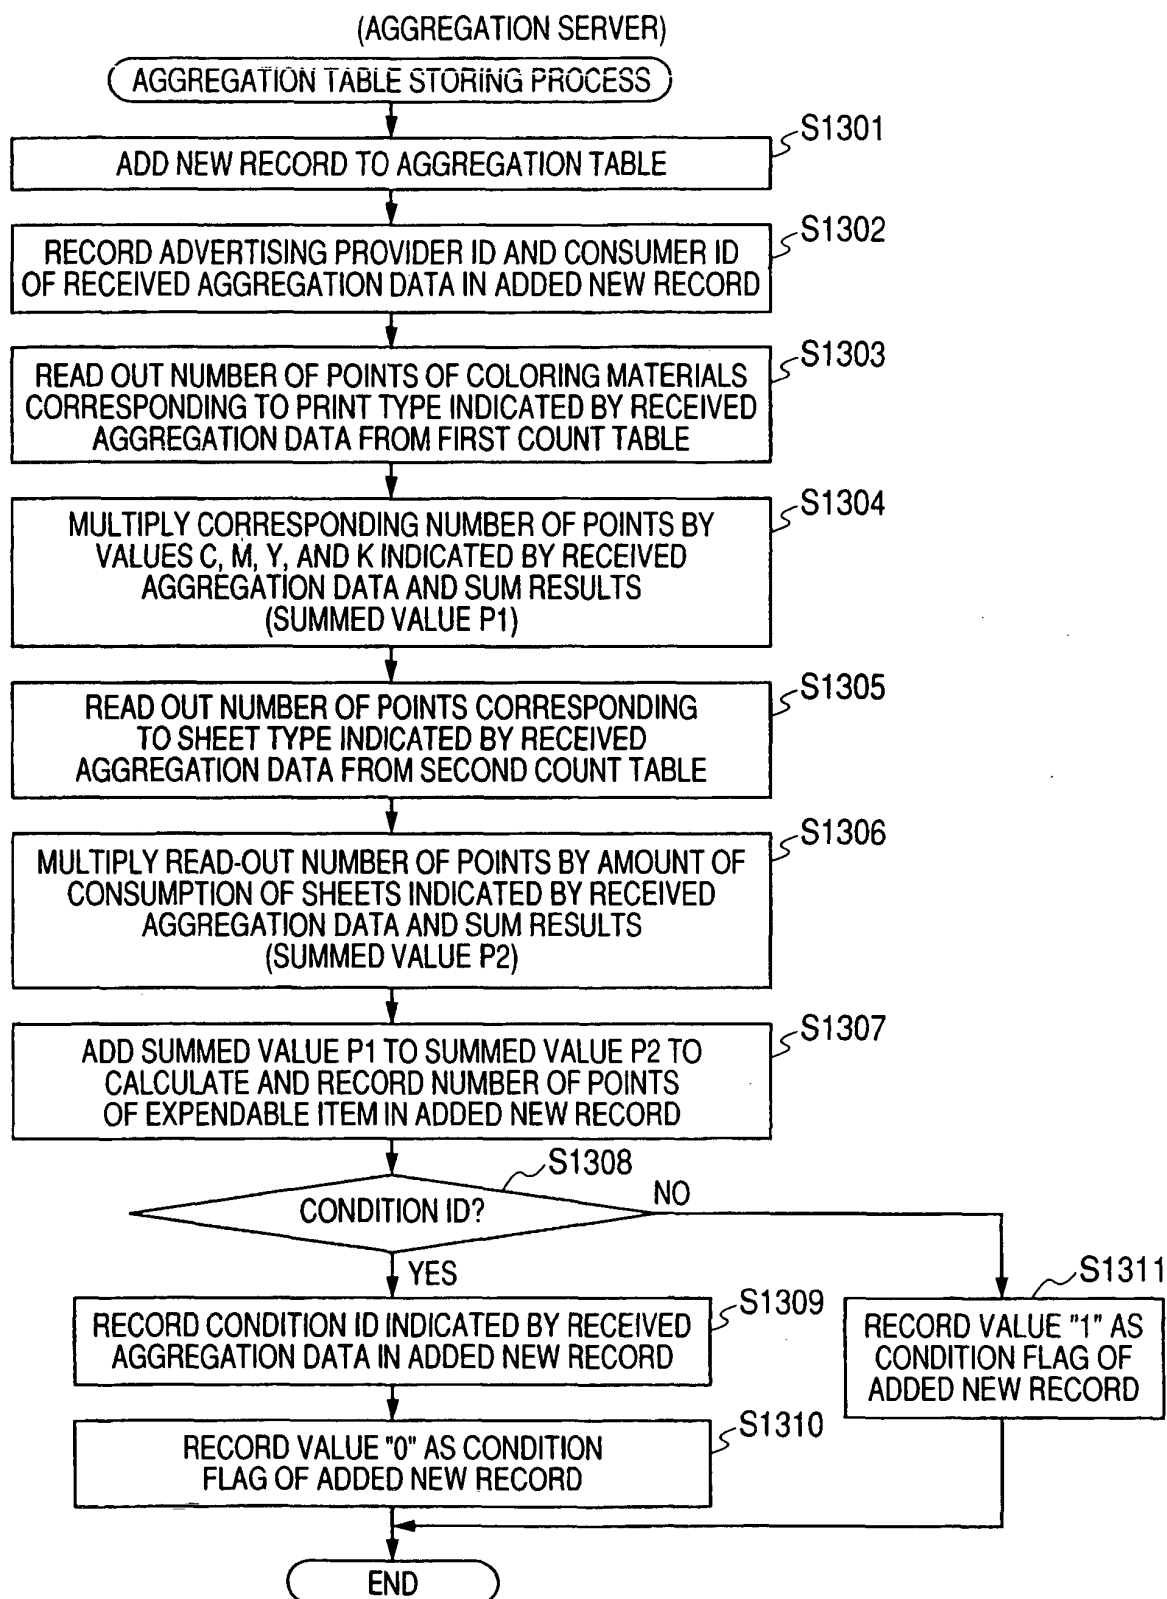 (AGGREGATION SERVER)
AGGREGATION TABLE STORING PROCESS
S1301
ADD NEW RECORD TO AGGREGATION TABLE
S1302
RECORD ADVERTISING PROVIDER ID AND CONSUMER ID
OF RECEIVED AGGREGATION DATA IN ADDED NEW RECORD
S1303
READ OUT NUMBER OF POINTS OF COLORING MATERIALS
CORRESPONDING TO PRINT TYPE INDICATED BY RECEIVED
AGGREGATION DATA FROM FIRST COUNT TABLE
S1304
MULTIPLY CORRESPONDING NUMBER OF POINTS BY
VALUES C, M, Y, AND K INDICATED BY RECEIVED
AGGREGATION DATA AND SUM RESULTS
(SUMMED VALUE P1)
S1305
READ OUT NUMBER OF POINTS CORRESPONDING
TO SHEET TYPE INDICATED BY RECEIVED
AGGREGATION DATA FROM SECOND COUNT TABLE
S1306
MULTIPLY READ-OUT NUMBER OF POINTS BY AMOUNT OF
CONSUMPTION OF SHEETS INDICATED BY RECEIVED
AGGREGATION DATA AND SUM RESULTS
(SUMMED VALUE P2)
S1307
ADD SUMMED VALUE P1 TO SUMMED VALUE P2 TO
CALCULATE AND RECORD NUMBER OF POINTS
OF EXPENDABLE ITEM IN ADDED NEW RECORD
S1308
CONDITION ID?
NO
YES
S1309
RECORD CONDITION ID INDICATED BY RECEIVED
AGGREGATION DATA IN ADDED NEW RECORD
S1311
RECORD VALUE "1" AS
CONDITION FLAG OF
ADDED NEW RECORD
S1310
RECORD VALUE "0" AS CONDITION
FLAG OF ADDED NEW RECORD
END